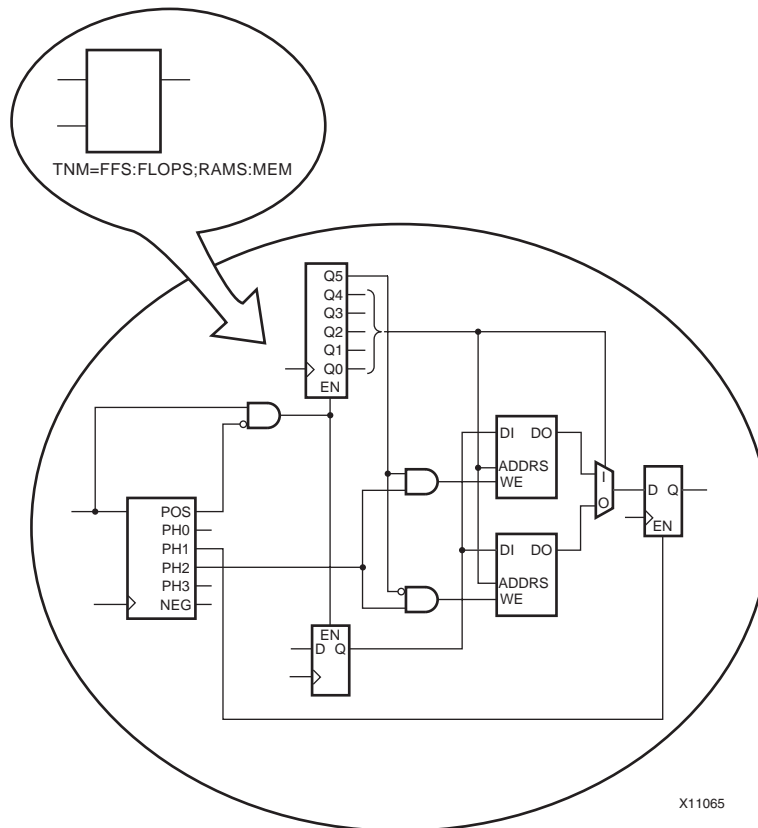 TNM=FFS:FLOPS;RAMS:MEM
Q5
Q4
Q3
Q2
Q1
Q0
EN
POS
PH0
PH1
PH2
PH3
NEG
EN
D Q
DI DO
ADDRS
WE
DI DO
ADDRS
WE
I
O
D Q
EN
X11065